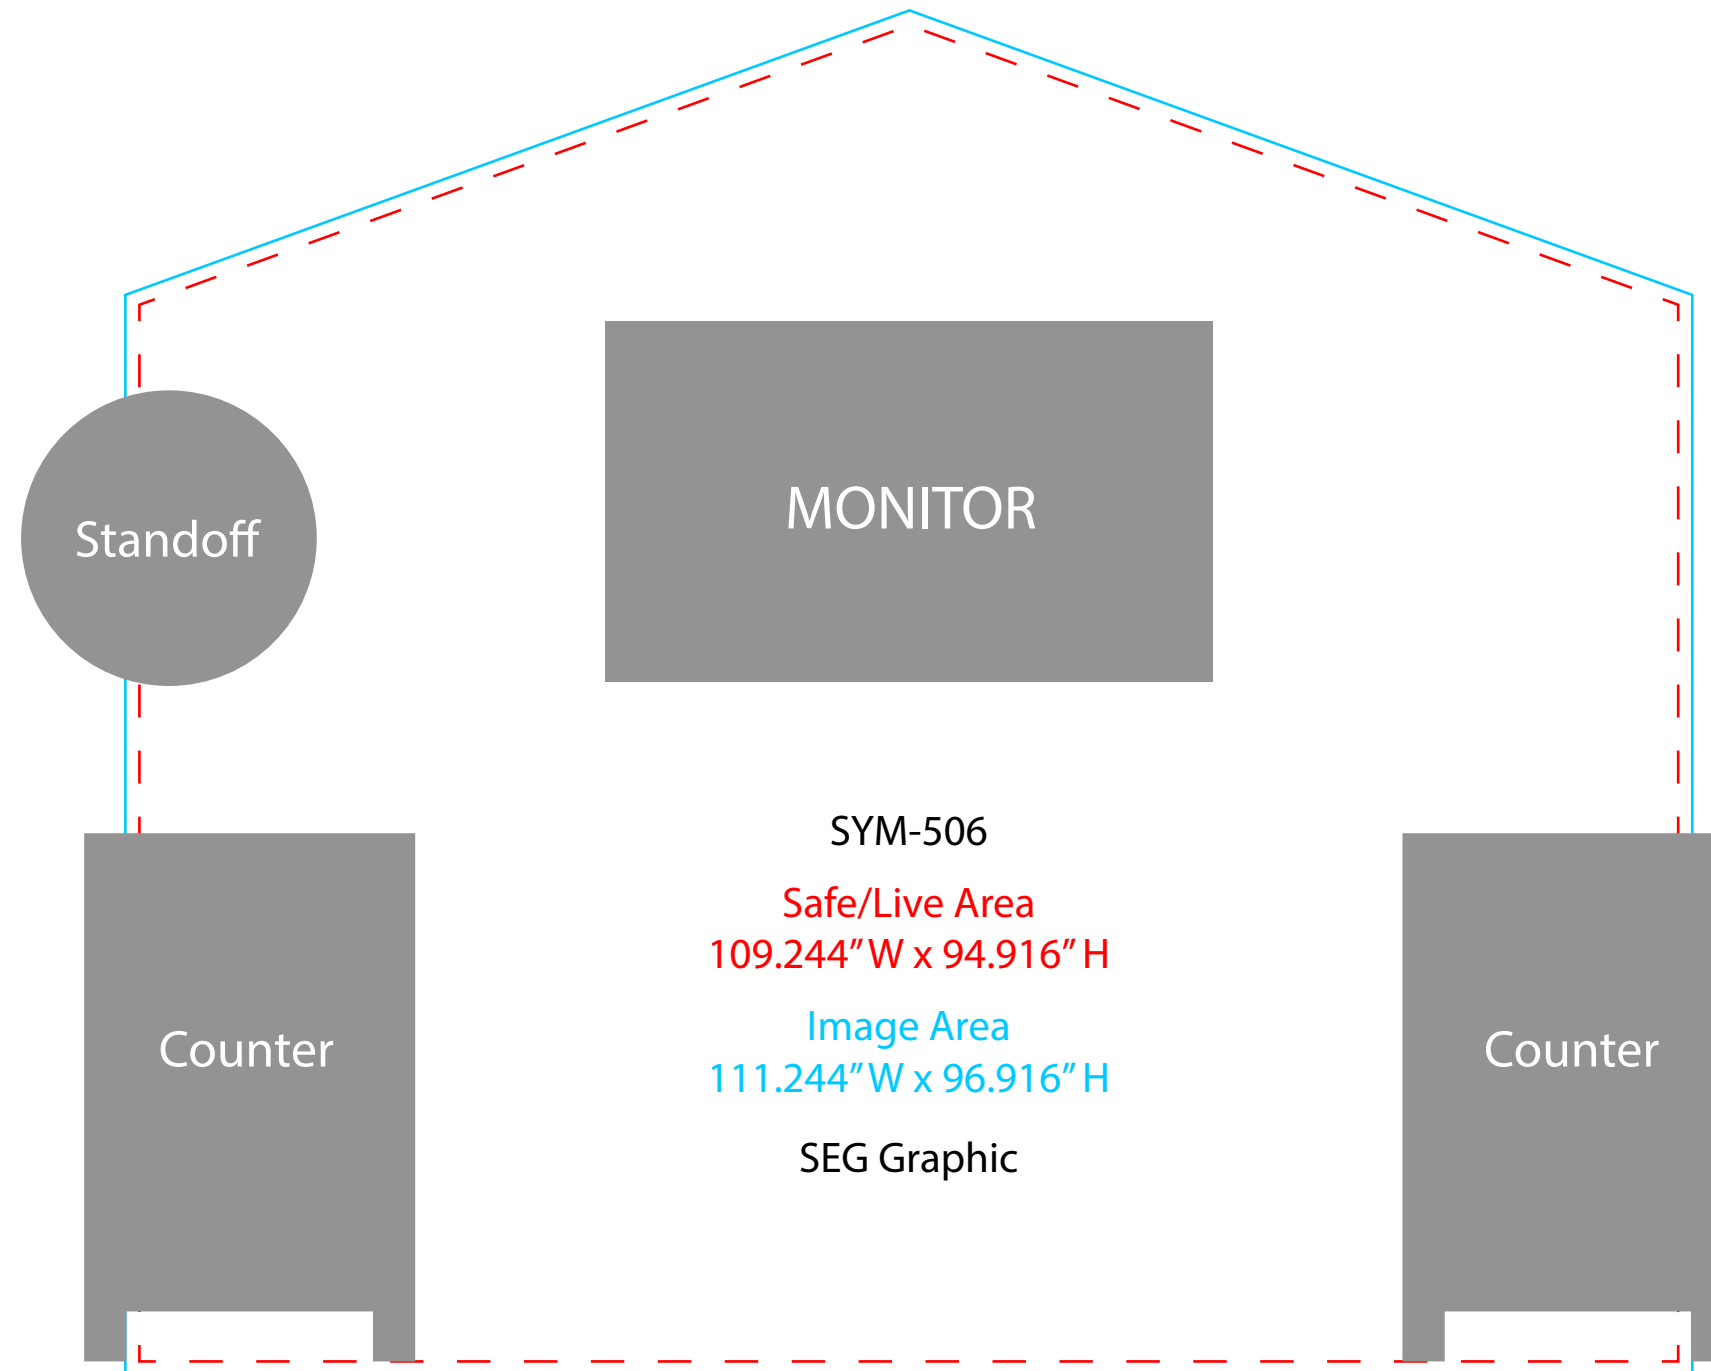 MONITOR
Standoff
SYM-506
Safe/Live Area
109.244” W x 94.916” H
Image Area
111.244” W x 96.916” H
SEG Graphic
Counter
Counter